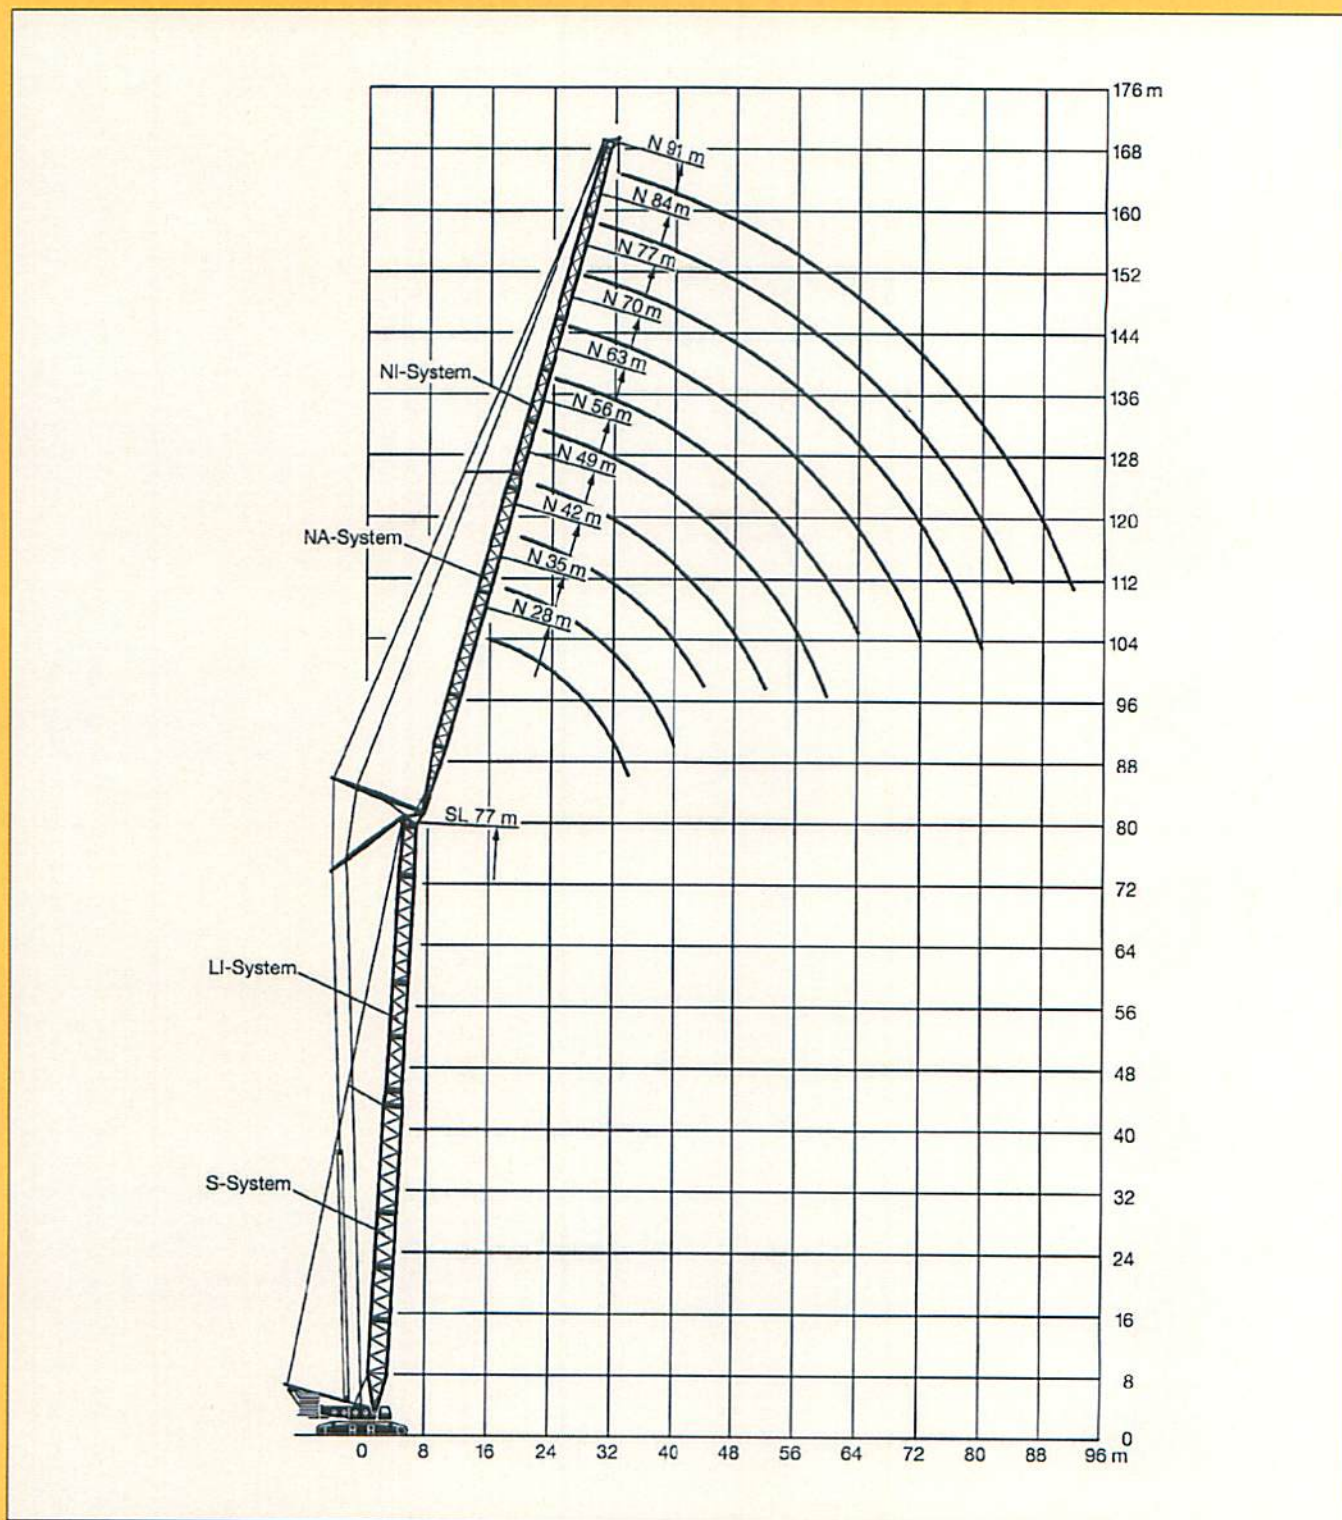 176 m
N 91 m
168
N 84 m
160
N 77 m
152
N 70 m
144
NI-System
N 63 m
136
N 56 m
128
N 49 m
120
N 42 m
NA-System
N 35 m
112
N 28 m
104
96
88
SL 77 m
80
72
64
LI-System
56
48
40
S-System
32
24
16
8
0
0 8 16 24 32 40 48 56 64 72 80 88 96 m